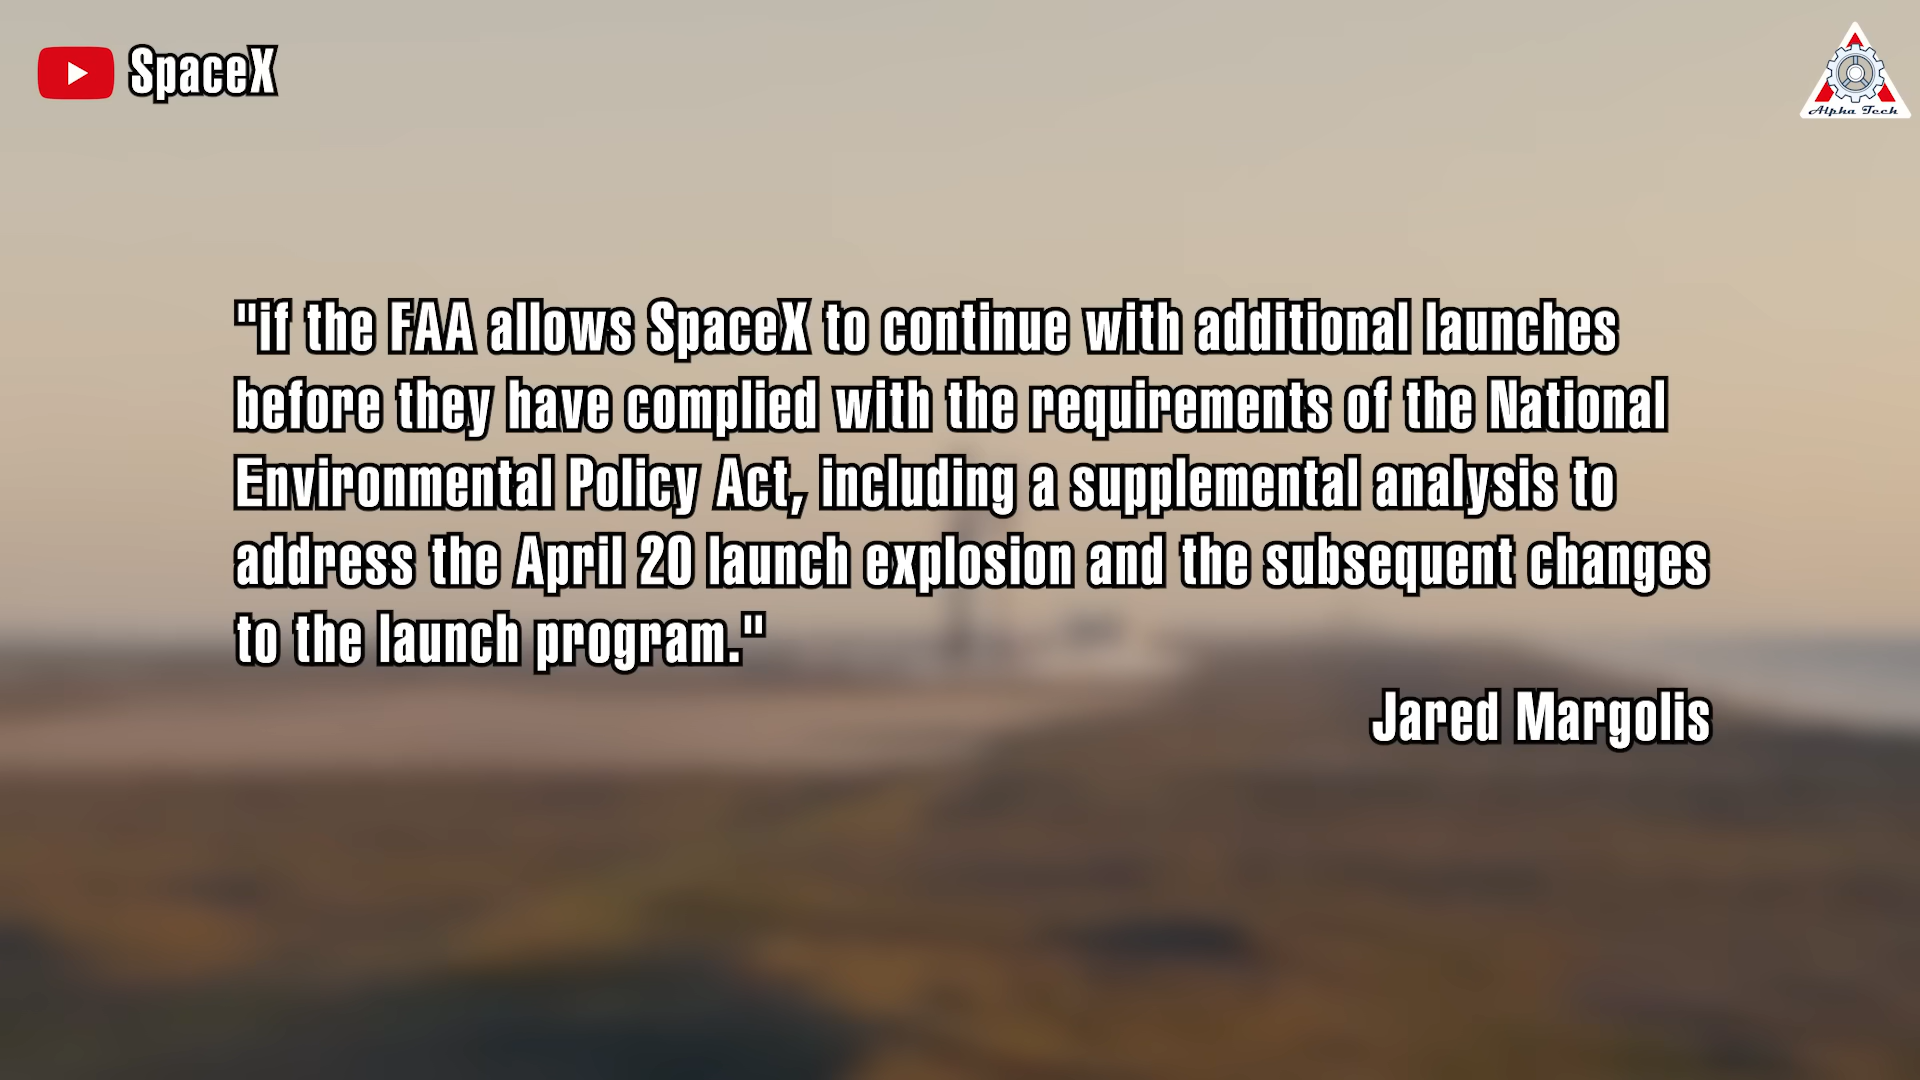 SpaceX
Alpha Tech
"if the FAA allows SpaceX to continue with additional launches
before they have complied with the requirements of the National
Environmental Policy Act, including a supplemental analysis to
address the April 20 launch explosion and the subsequent changes
to the launch program."
Jared Margolis